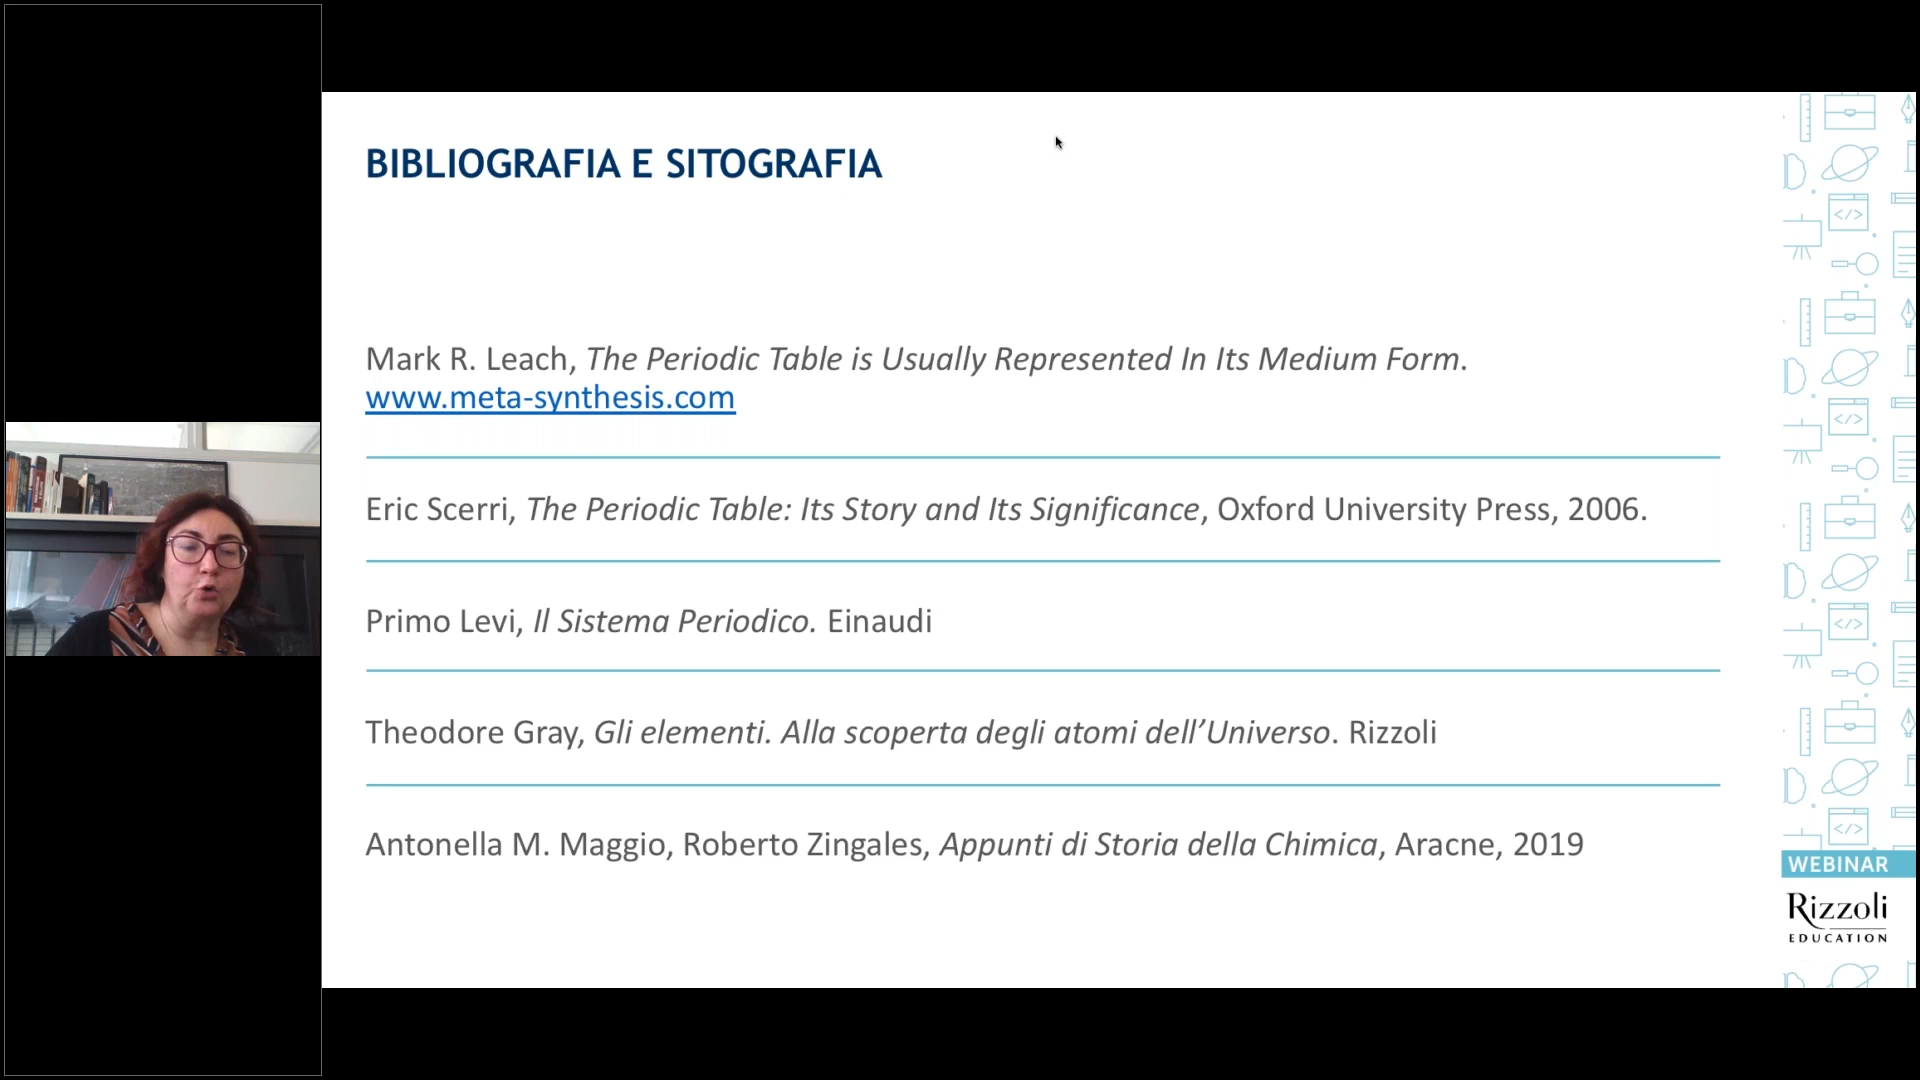 BIBLIOGRAFIA E SITOGRAFIA
Mark R. Leach, The Periodic Table is Usually Represented In Its Medium Form.
www.meta-synthesis.com
Eric Scerri, The Periodic Table: Its Story and Its Significance, Oxford University Press, 2006.
Primo Levi, Il Sistema Periodico. Einaudi
Theodore Gray, Gli elementi. Alla scoperta degli atomi dell’Universo. Rizzoli
Antonella M. Maggio, Roberto Zingales, Appunti di Storia della Chimica, Aracne, 2019
WEBINAR
Rizzoli
EDUCATION